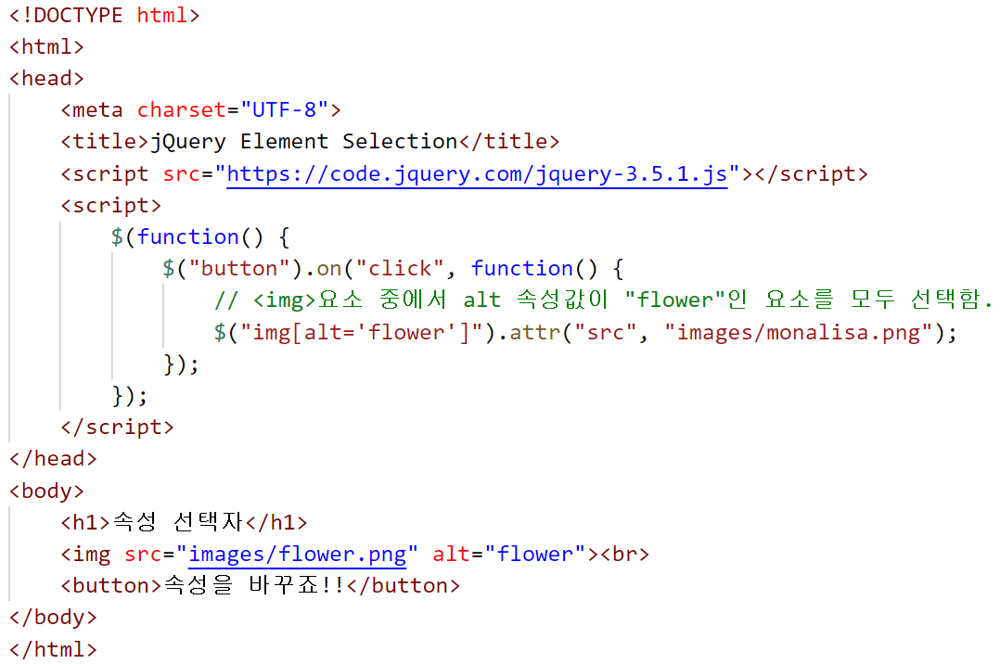 <!DOCTYPE html>
<html>
<head>
    <meta charset="UTF-8">
    <title>jQuery Element Selection</title>
    <script src="https://code.jquery.com/jquery-3.5.1.js"></script>
    <script>
        $(function() {
            $("button").on("click", function() {
                // <img>요소 중에서 alt 속성값이 "flower"인 요소를 모두 선택함.
                $("img[alt='flower']").attr("src", "images/monalisa.png");
            });
        });
    </script>
</head>
<body>
    <h1>속성 선택자</h1>
    <img src="images/flower.png" alt="flower"><br>
    <button>속성을 바꾸죠!!</button>
</body>
</html>